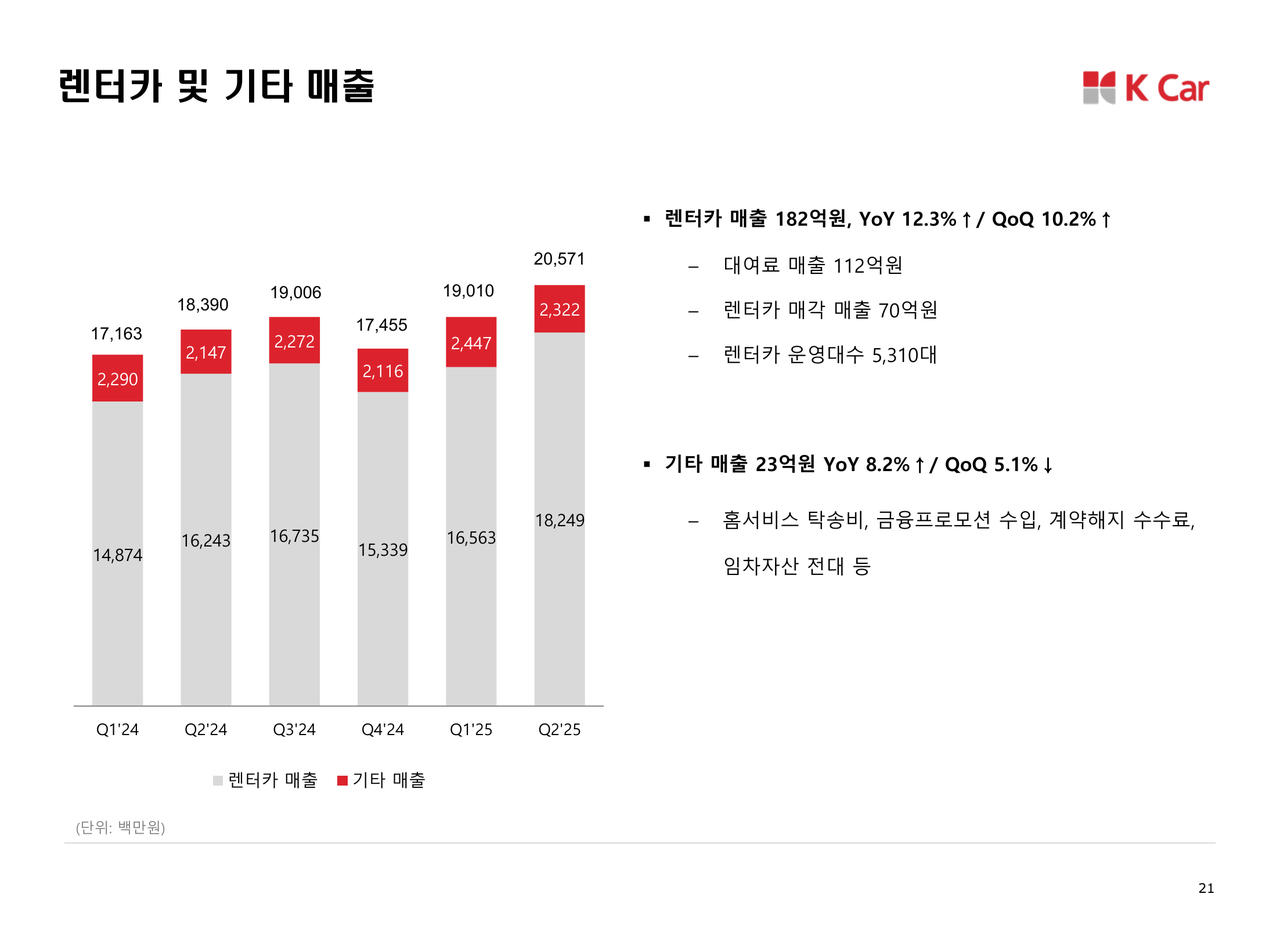 렌터카 및 기타 매출
K Car
17,163
18,390
19,006
17,455
19,010
20,571
2,290
2,147
2,272
2,116
2,447
2,322
14,874
16,243
16,735
15,339
16,563
18,249
Q1'24
Q2'24
Q3'24
Q4'24
Q1'25
Q2'25
■ 렌터카 매출 ■ 기타 매출
(단위: 백만원)
▪ 렌터카 매출 182억원, YoY 12.3%↑/ QoQ 10.2%↑
– 대여료 매출 112억원
– 렌터카 매각 매출 70억원
– 렌터카 운영대수 5,310대
▪ 기타 매출 23억원 YoY 8.2%↑/ QoQ 5.1%↓
– 홈서비스 탁송비, 금융프로모션 수입, 계약해지 수수료,
임차자산 전대 등
21